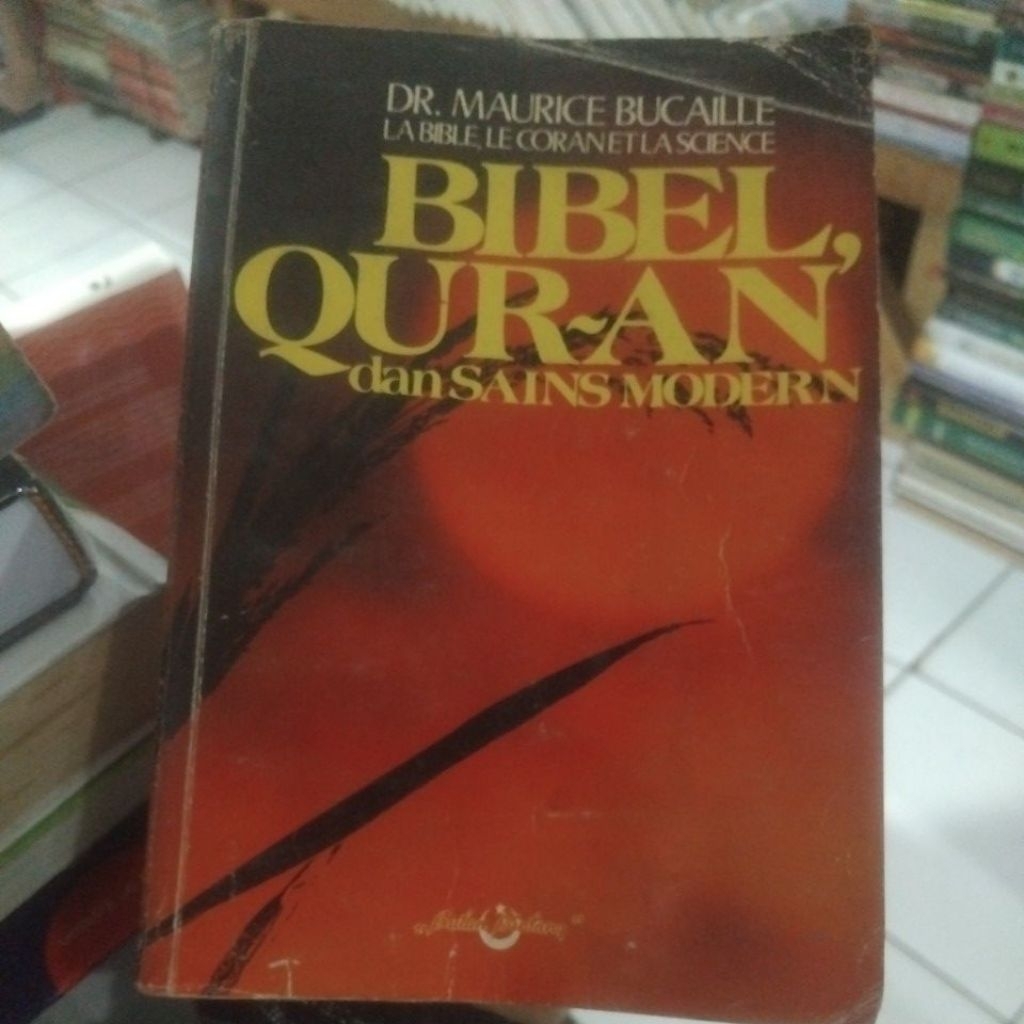 DR. MAURICE BUCAILLE
LA BIBLE, LE CORAN ET LA SCIENCE
BIBEL,
QUR-AN
dan SAINS MODERN